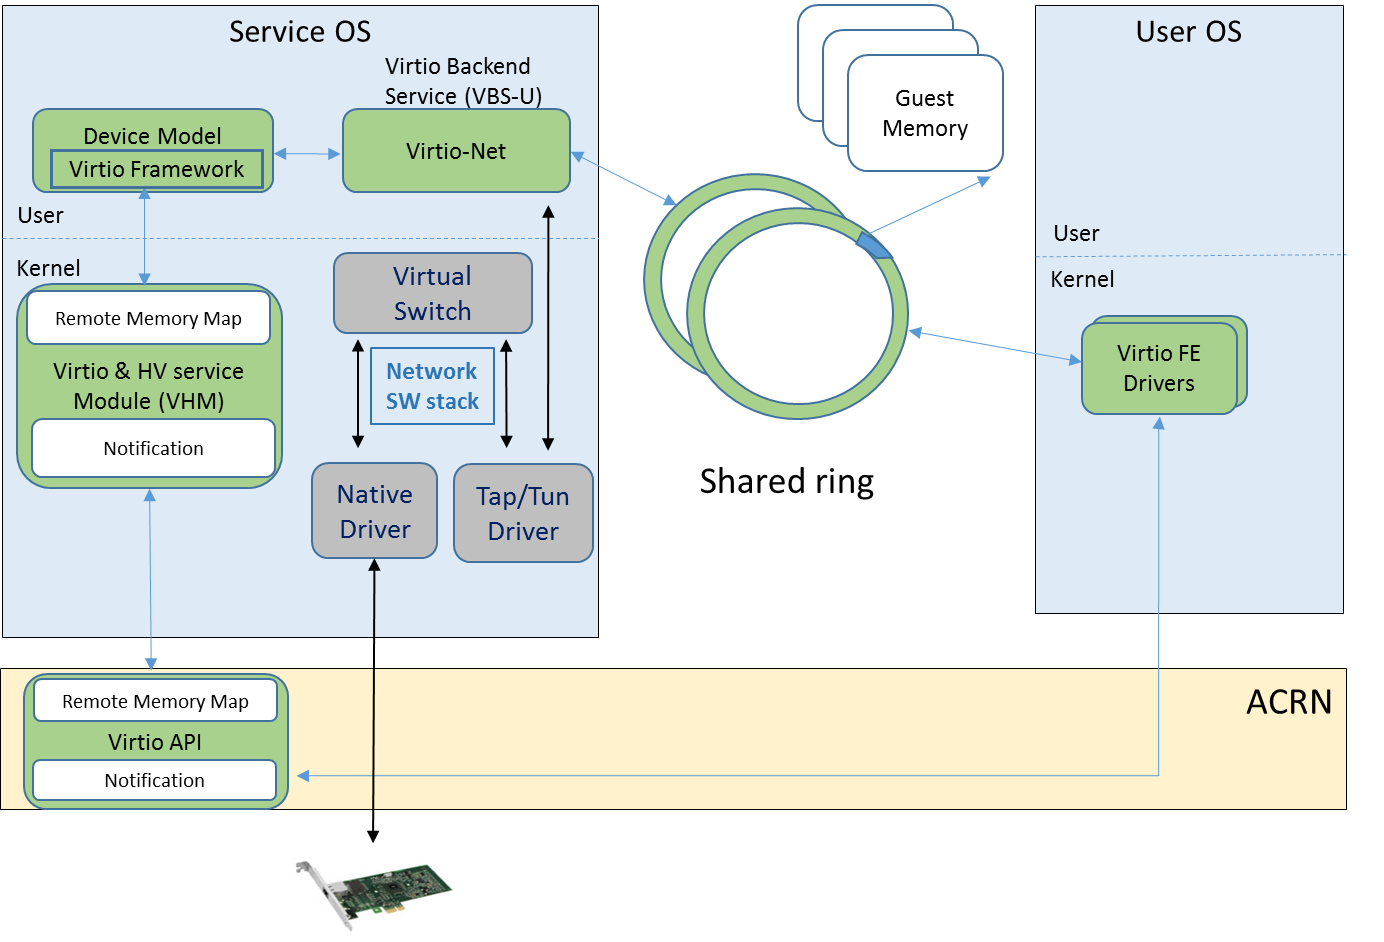 Service OS
Virtio Backend
Service (VBS-U)
Device Model
Virtio Framework
Virtio-Net
User
Kernel
Remote Memory Map
Virtio & HV service
Module (VHM)
Notification
Virtual
Switch
Network
SW stack
Native
Driver
Tap/Tun
Driver
Guest
Memory
Shared ring
User OS
User
Kernel
Virtio FE
Drivers
ACRN
Remote Memory Map
Virtio API
Notification